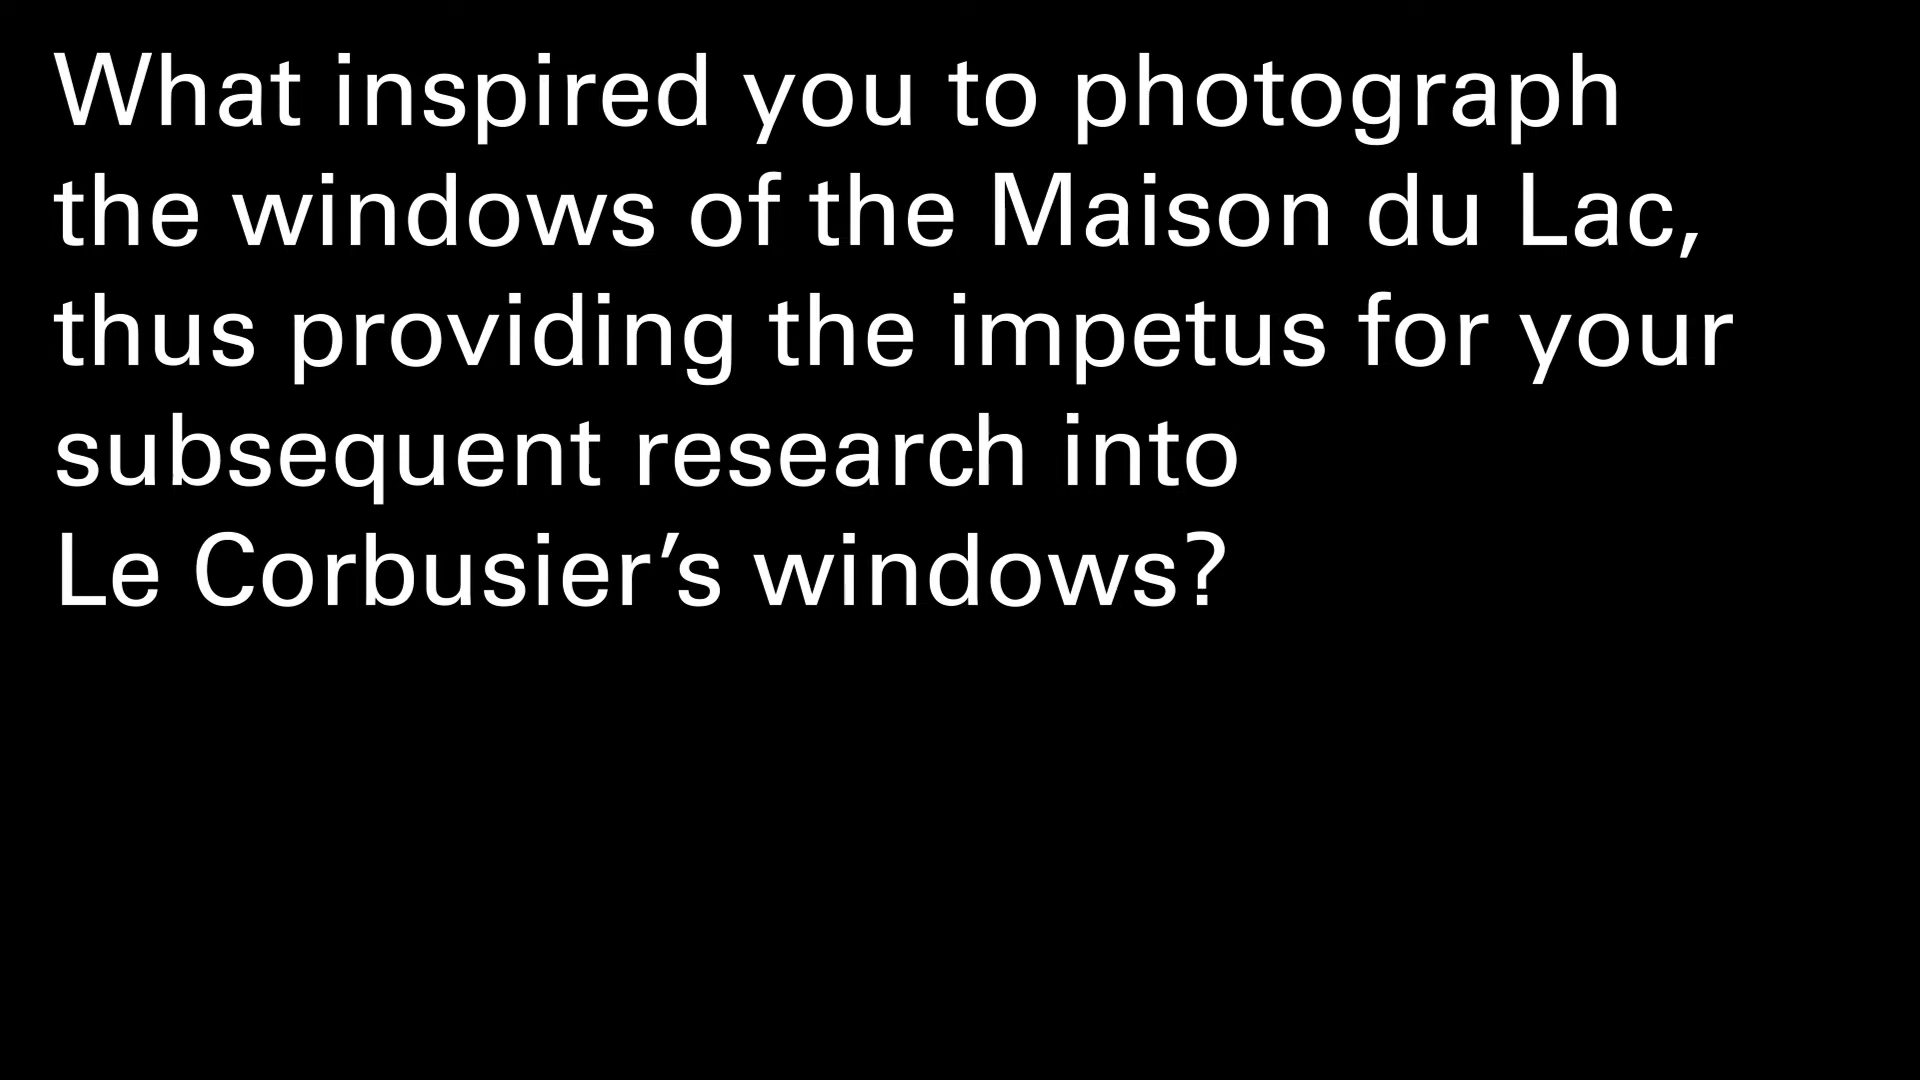 What inspired you to photograph
the windows of the Maison du Lac,
thus providing the impetus for your
subsequent research into
Le Corbusier’s windows?